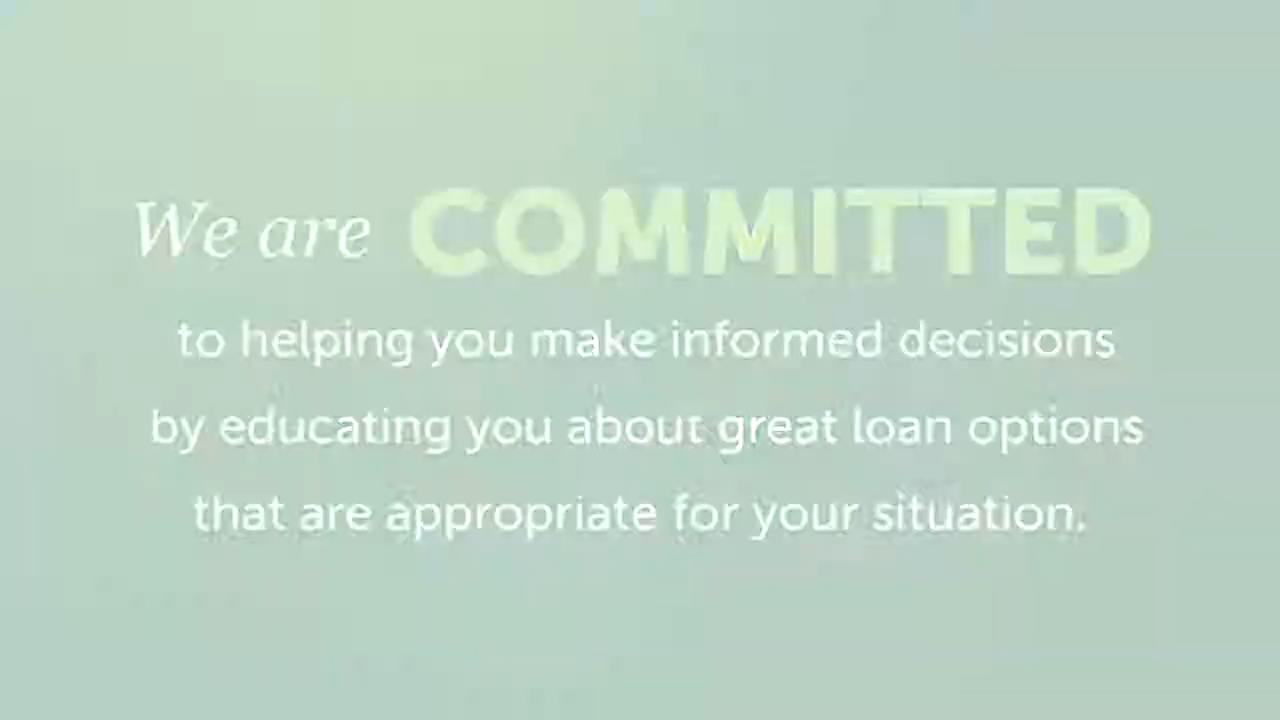 We are COMMITTED
to helping you make informed decisions
by educating you about great loan options
that are appropriate for your situation.